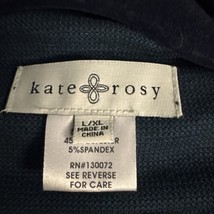 kate rosy
L/XL
MADE IN
CHINA
5%SPANDEX
RN#130072
SEE REVERSE
FOR CARE